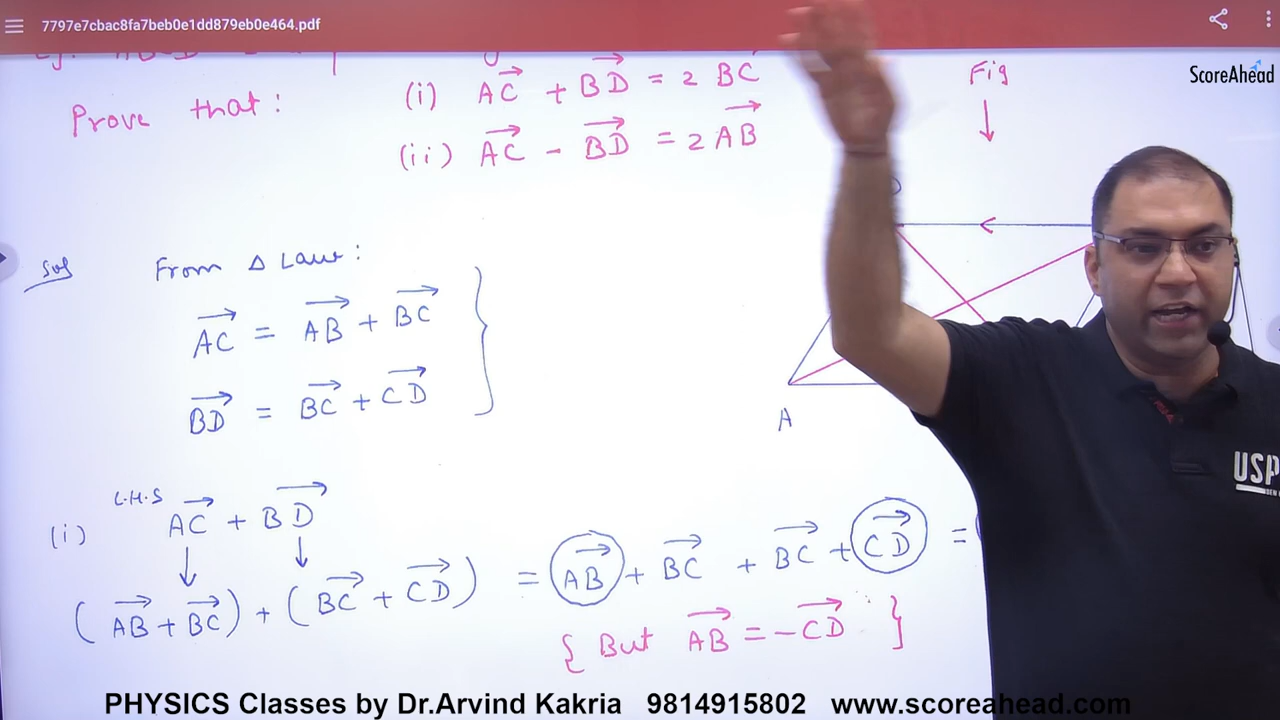 7797e7cbac8fa7beb0e1dd879eb0e464.pdf
ScoreAhead
Fig
Prove that :
(i) AC⃗ + BD⃗ = 2 BC⃗
(ii) AC⃗ - BD⃗ = 2 AB⃗
Sol From Δ Law :
AC⃗ = AB⃗ + BC⃗
BD⃗ = BC⃗ + CD⃗
A
L.H.S
(i) AC⃗ + BD⃗
(AB⃗ + BC⃗) + (BC⃗ + CD⃗) = AB⃗ + BC⃗ + BC⃗ + CD⃗ =
{ But AB⃗ = -CD⃗ }
USP
PHYSICS Classes by Dr.Arvind Kakria 9814915802 www.scoreahead.com